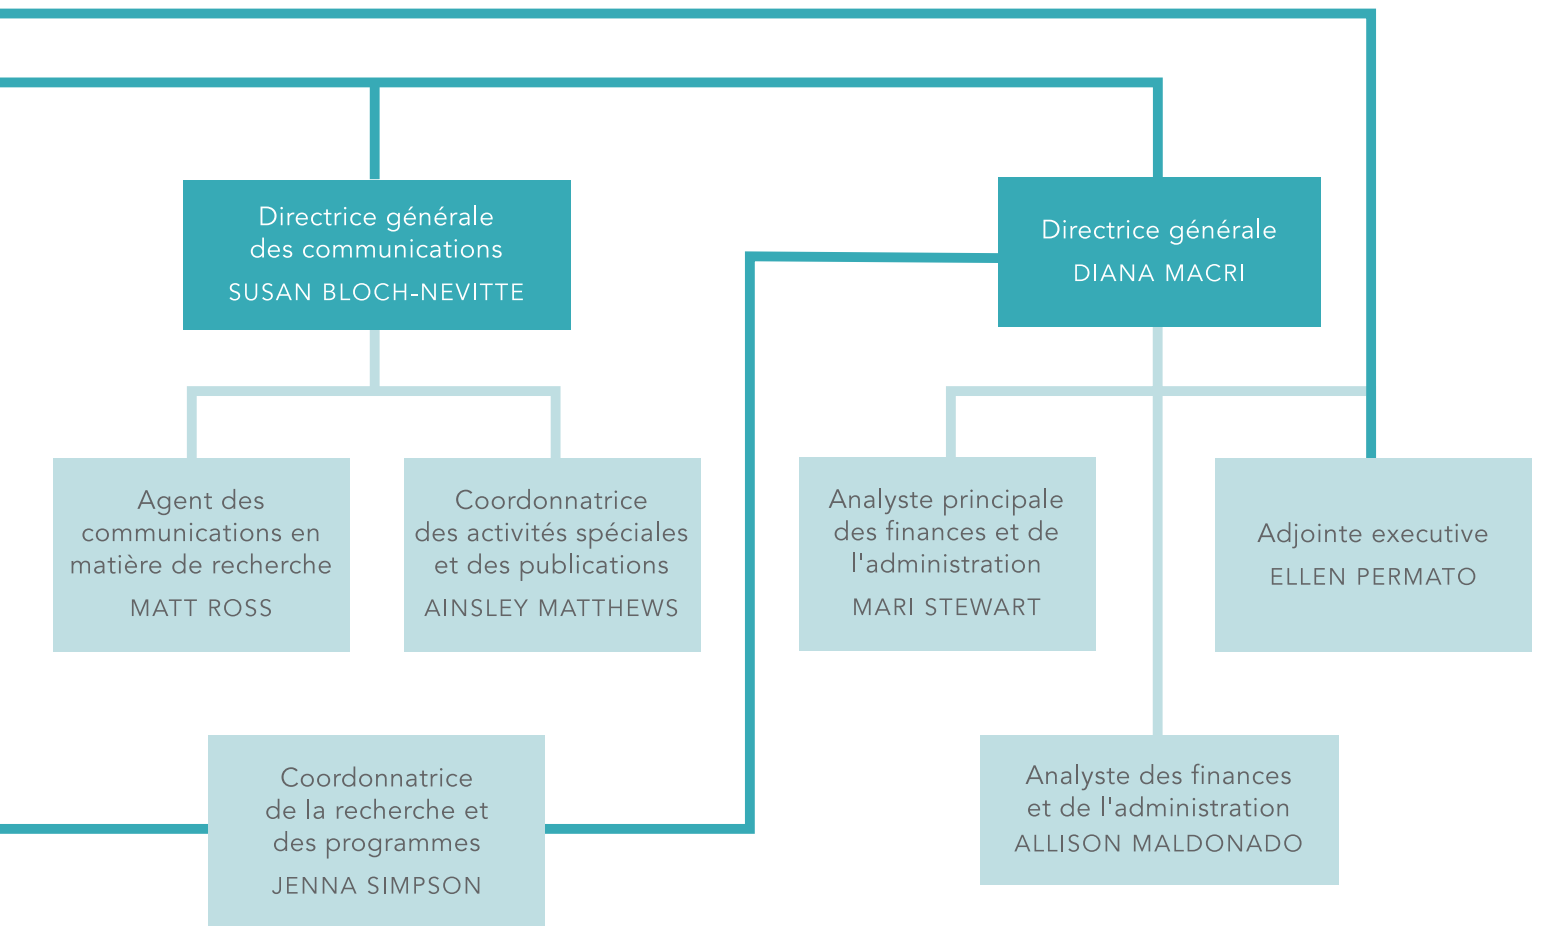 Directrice générale
des communications
SUSAN BLOCH-NEVITTE
Directrice générale
DIANA MACRI
Agent des
communications en
matière de recherche
MATT ROSS
Coordonnatrice
des activités spéciales
et des publications
AINSLEY MATTHEWS
Analyste principale
des finances et de
l'administration
MARI STEWART
Adjointe executive
ELLEN PERMATO
Coordonnatrice
de la recherche et
des programmes
JENNA SIMPSON
Analyste des finances
et de l'administration
ALLISON MALDONADO